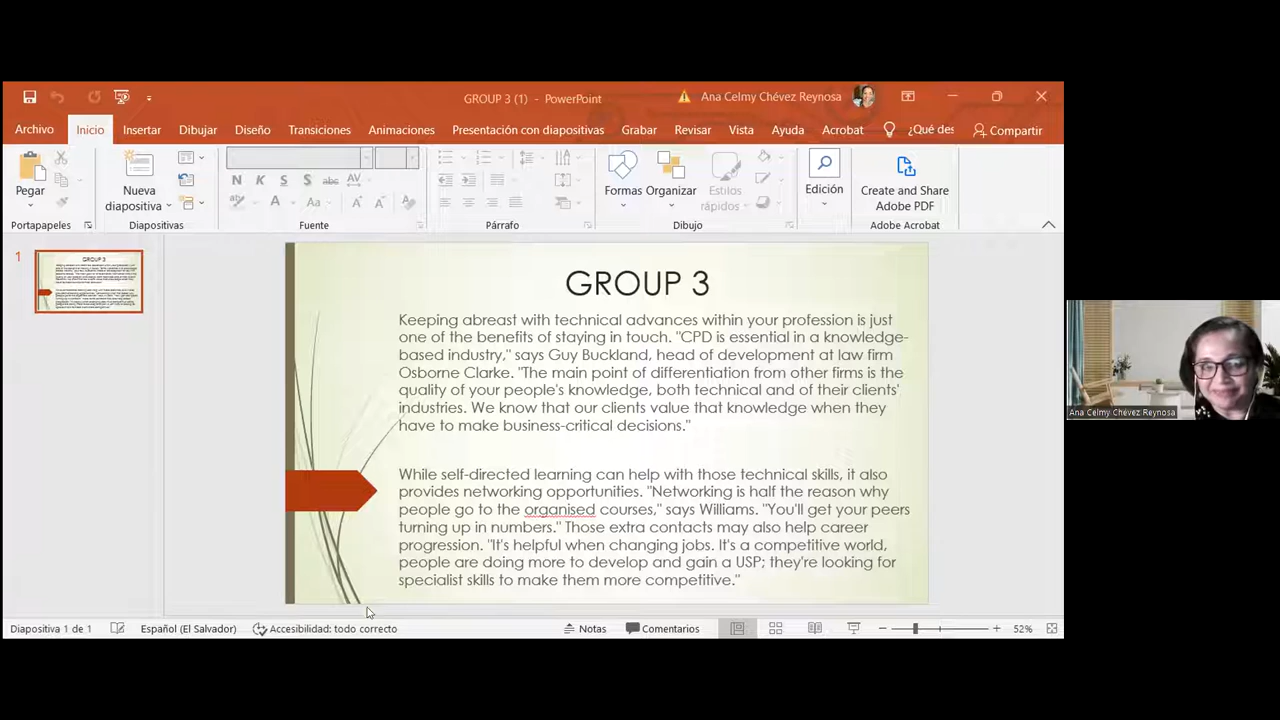 GROUP 3 (1) - PowerPoint
Ana Celmy Chévez Reynosa
Archivo Inicio Insertar Dibujar Diseño Transiciones Animaciones Presentación con diapositivas Grabar Revisar Vista Ayuda Acrobat ¿Qué des Compartir
Pegar
Nueva diapositiva
N K S S abc AV
A Aa A A
Formas Organizar Estilos rápidos
Edición
Create and Share Adobe PDF
Portapapeles Diapositivas Fuente Párrafo Dibujo Adobe Acrobat
1
GROUP 3
Keeping abreast with technical advances within your profession is just
one of the benefits of staying in touch. "CPD is essential in a knowledge-
based industry," says Guy Buckland, head of development at law firm
Osborne Clarke. "The main point of differentiation from other firms is the
quality of your people's knowledge, both technical and of their clients'
industries. We know that our clients value that knowledge when they
have to make business-critical decisions."
While self-directed learning can help with those technical skills, it also
provides networking opportunities. "Networking is half the reason why
people go to the organised courses," says Williams. "You'll get your peers
turning up in numbers." Those extra contacts may also help career
progression. "It's helpful when changing jobs. It's a competitive world,
people are doing more to develop and gain a USP; they're looking for
specialist skills to make them more competitive."
Ana Celmy Chévez Reynosa
Diapositiva 1 de 1 Español (El Salvador) Accesibilidad: todo correcto Notas Comentarios 52%